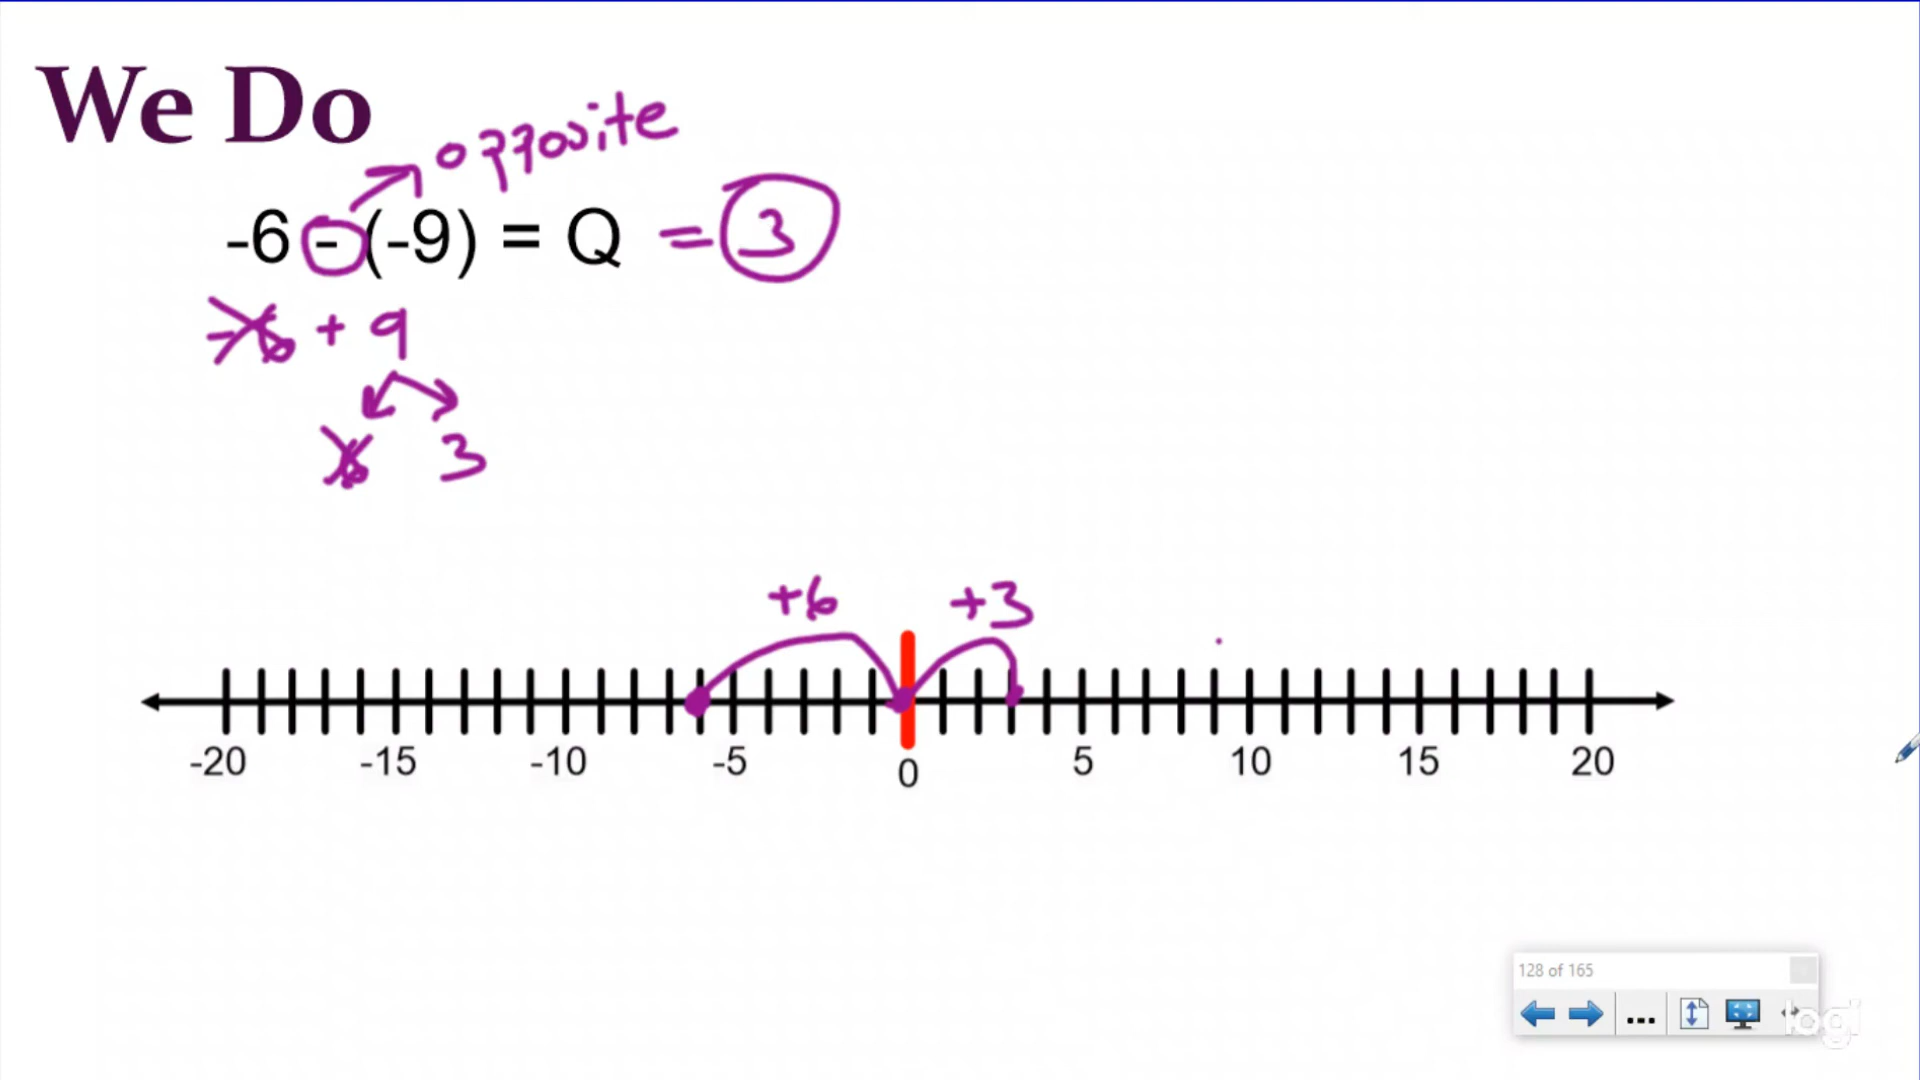 We Do
opposite
-6 - (-9) = Q = 3
-6 + 9
6 3
+6 +3
-20 -15 -10 -5 0 5 10 15 20
128 of 165
...
logi